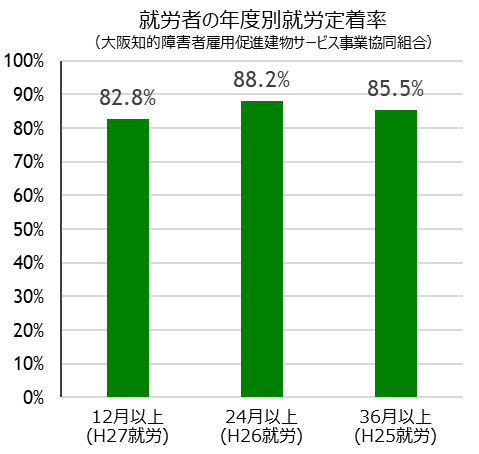 就労者の年度別就労定着率
（大阪知的障害者雇用促進建物サービス事業協同組合）
100%
90%
80%
70%
60%
50%
40%
30%
20%
10%
0%
82.8%
88.2%
85.5%
12月以上
(H27就労)
24月以上
(H26就労)
36月以上
(H25就労)